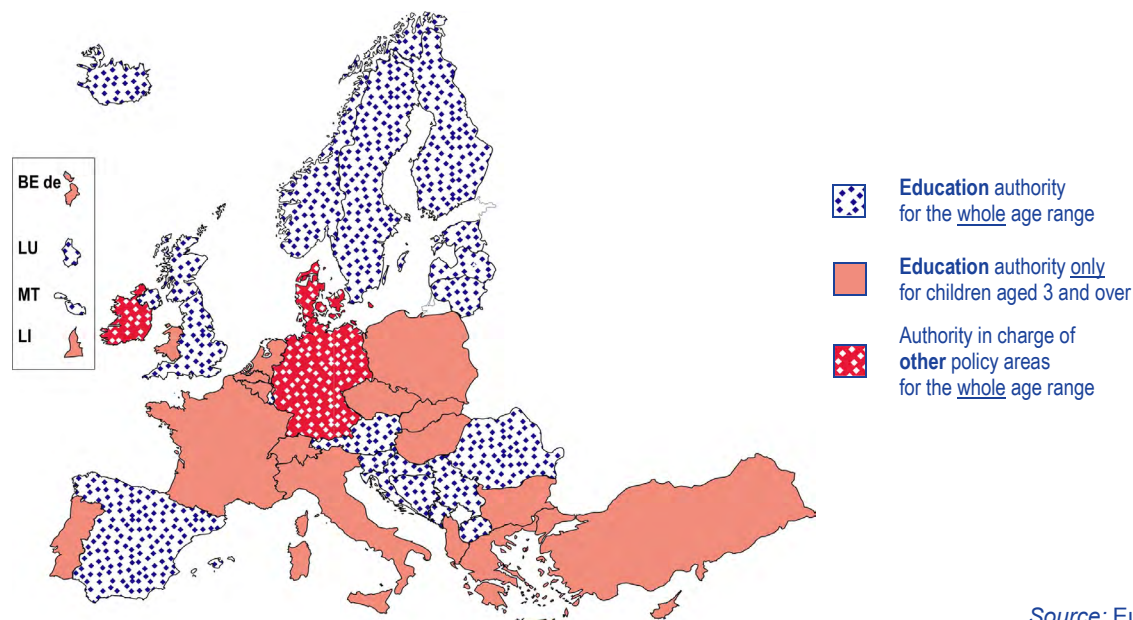 BE de
LU
MT
LI
Education authority
for the whole age range
Education authority only
for children aged 3 and over
Authority in charge of
other policy areas
for the whole age range
Source: Eu